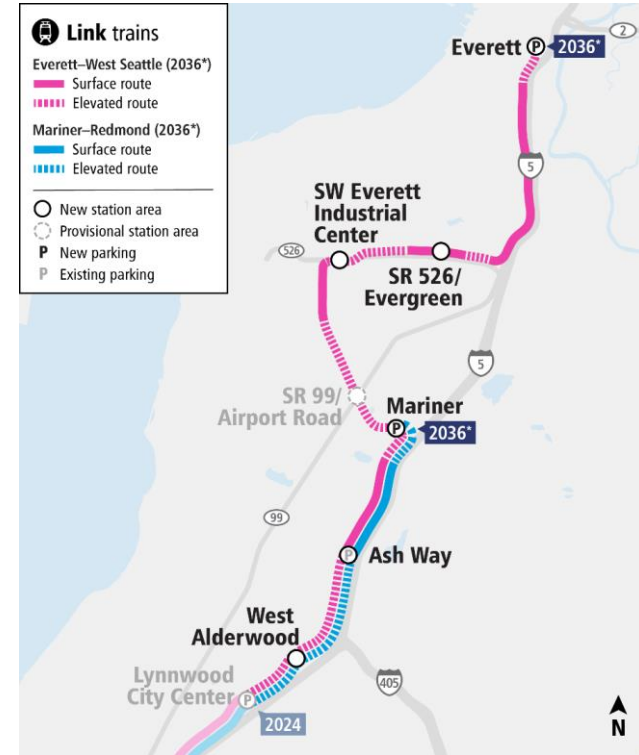 Link trains
Everett–West Seattle (2036*)
Surface route
Elevated route
Mariner–Redmond (2036*)
Surface route
Elevated route
New station area
Provisional station area
P New parking
P Existing parking
Everett P 2036*
2
5
SW Everett
Industrial
Center
526
SR 526/
Evergreen
5
SR 99/
Airport Road
Mariner
P 2036*
99
P Ash Way
West
Alderwood
Lynnwood
City Center P
405
2024
N